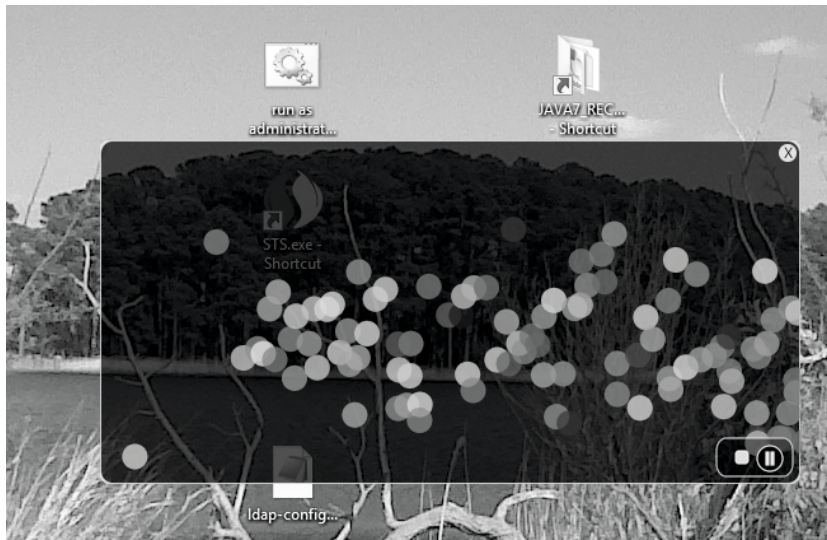 run as
administrat...
JAVA7_REC...
- Shortcut
X
STS.exe -
Shortcut
ldap-config...